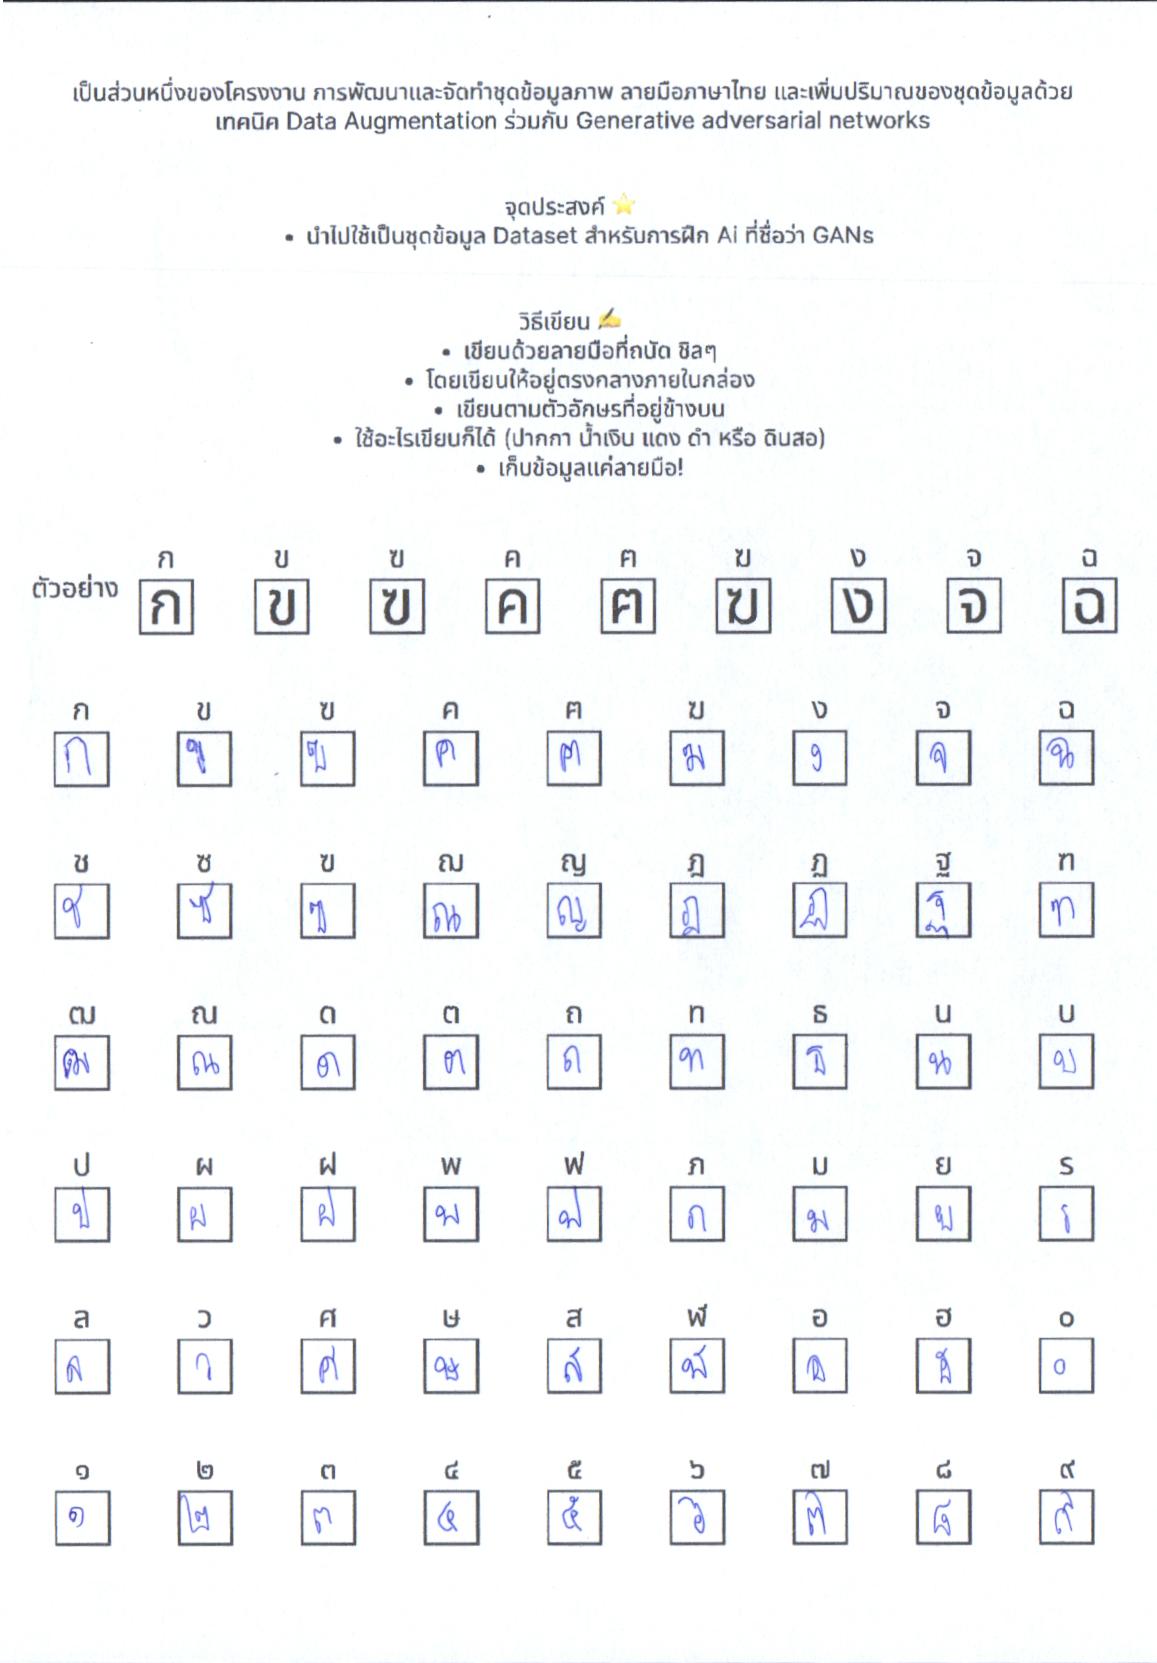 เป็นส่วนหนึ่งของโครงงาน การพัฒนาและจัดทำชุดข้อมูลภาพ ลายมือภาษาไทย และเพิ่มปริมาณของชุดข้อมูลด้วย
เทคนิค Data Augmentation ร่วมกับ Generative adversarial networks
จุดประสงค์ ⭐
• นำไปใช้เป็นชุดข้อมูล Dataset สำหรับการฝึก Ai ที่ชื่อว่า GANs
วิธีเขียน ✍
• เขียนด้วยลายมือที่ถนัด ชิลๆ
• โดยเขียนให้อยู่ตรงกลางภายในกล่อง
• เขียนตามตัวอักษรที่อยู่ข้างบน
• ใช้อะไรเขียนก็ได้ (ปากกา น้ำเงิน แดง ดำ หรือ ดินสอ)
• เก็บข้อมูลแค่ลายมือ!
ก ข ฃ ค ฅ ฆ ง จ ฉ
ตัวอย่าง ก ข ฃ ค ฅ ฆ ง จ ฉ
ก ข ฃ ค ฅ ฆ ง จ ฉ
ก ข ฃ ค ฅ ฆ ง จ ฉ
ช ซ ฃ ฌ ญ ฎ ฏ ฐ ฑ
ช ซ ฃ ฌ ญ ฎ ฏ ฐ ฑ
ฒ ณ ด ต ถ ท ธ น บ
ฒ ณ ด ต ถ ท ธ น บ
ป ผ ฝ พ ฟ ภ ม ย ร
ป ผ ฝ พ ฟ ภ ม ย ร
ล ว ศ ษ ส ฬ อ ฮ ๐
ล ว ศ ษ ส ฬ อ ฮ ๐
๑ ๒ ๓ ๔ ๕ ๖ ๗ ๘ ๙
๑ ๒ ๓ ๔ ๕ ๖ ๗ ๘ ๙